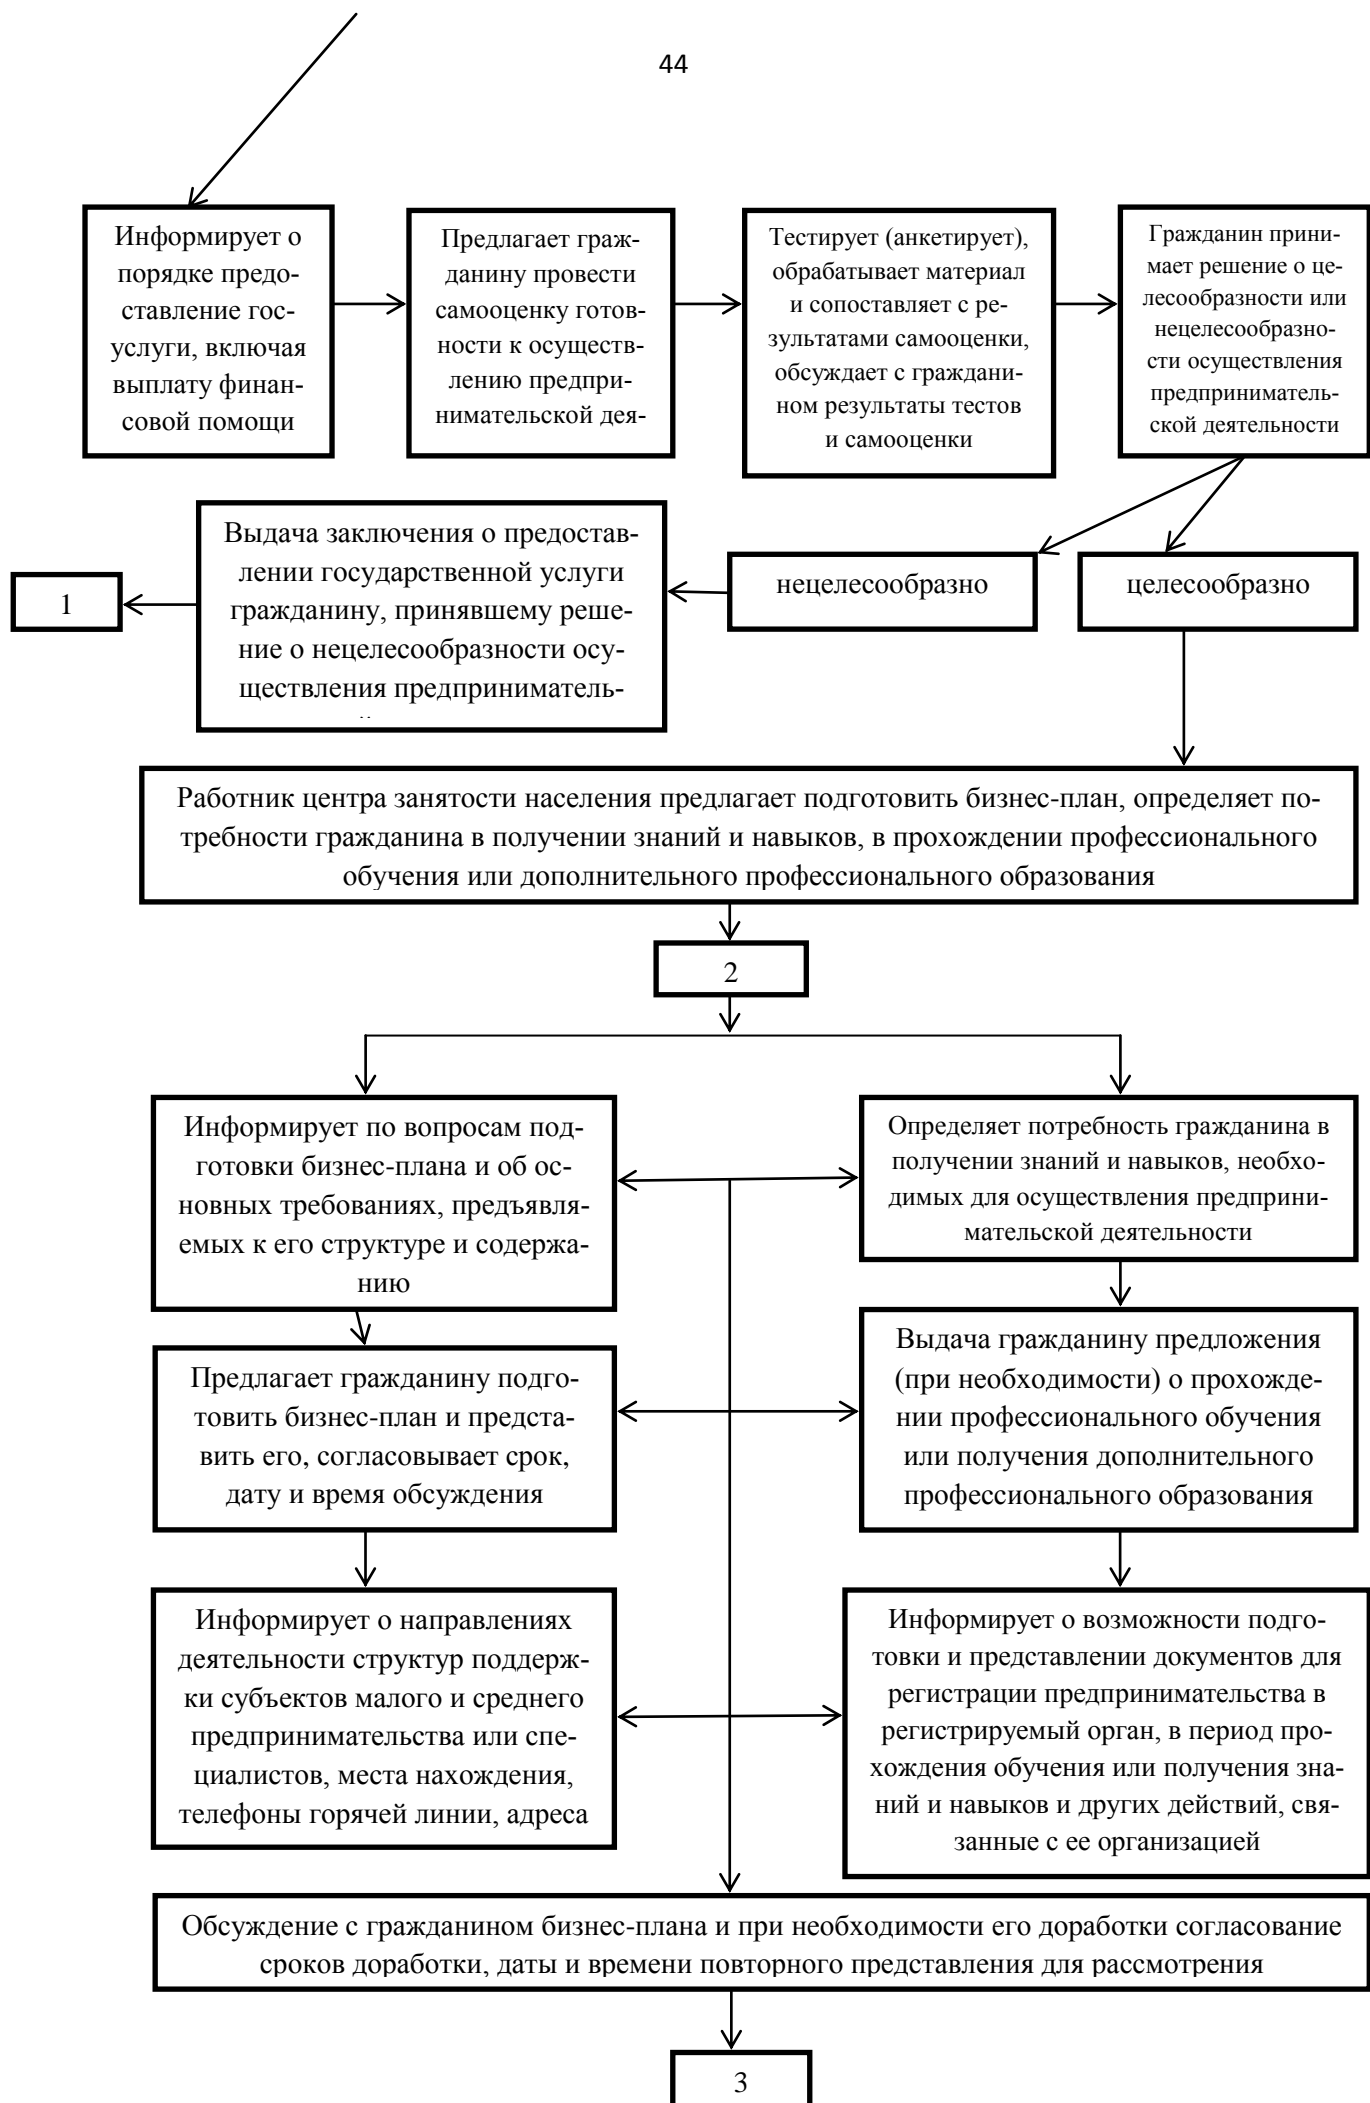 44
Информирует о
порядке предо-
ставление гос-
услуги, включая
выплату финан-
совой помощи
Предлагает граж-
данину провести
самооценку готов-
ности к осуществ-
лению предпри-
нимательской дея-
Тестирует (анкетирует),
обрабатывает материал
и сопоставляет с ре-
зультатами самооценки,
обсуждает с граждани-
ном результаты тестов
и самооценки
Гражданин прини-
мает решение о це-
лесообразности или
нецелесообразно-
сти осуществления
предприниматель-
ской деятельности
1
Выдача заключения о предостав-
лении государственной услуги
гражданину, принявшему реше-
ние о нецелесообразности осу-
ществления предприниматель-
нецелесообразно
целесообразно
Работник центра занятости населения предлагает подготовить бизнес-план, определяет по-
требности гражданина в получении знаний и навыков, в прохождении профессионального
обучения или дополнительного профессионального образования
2
Информирует по вопросам под-
готовки бизнес-плана и об ос-
новных требованиях, предъявля-
емых к его структуре и содержа-
нию
Определяет потребность гражданина в
получении знаний и навыков, необхо-
димых для осуществления предприни-
мательской деятельности
Предлагает гражданину подго-
товить бизнес-план и предста-
вить его, согласовывает срок,
дату и время обсуждения
Выдача гражданину предложения
(при необходимости) о прохожде-
нии профессионального обучения
или получения дополнительного
профессионального образования
Информирует о направлениях
деятельности структур поддерж-
ки субъектов малого и среднего
предпринимательства или спе-
циалистов, места нахождения,
телефоны горячей линии, адреса
Информирует о возможности подго-
товки и представлении документов для
регистрации предпринимательства в
регистрируемый орган, в период про-
хождения обучения или получения зна-
ний и навыков и других действий, свя-
занные с ее организацией
Обсуждение с гражданином бизнес-плана и при необходимости его доработки согласование
сроков доработки, даты и времени повторного представления для рассмотрения
3